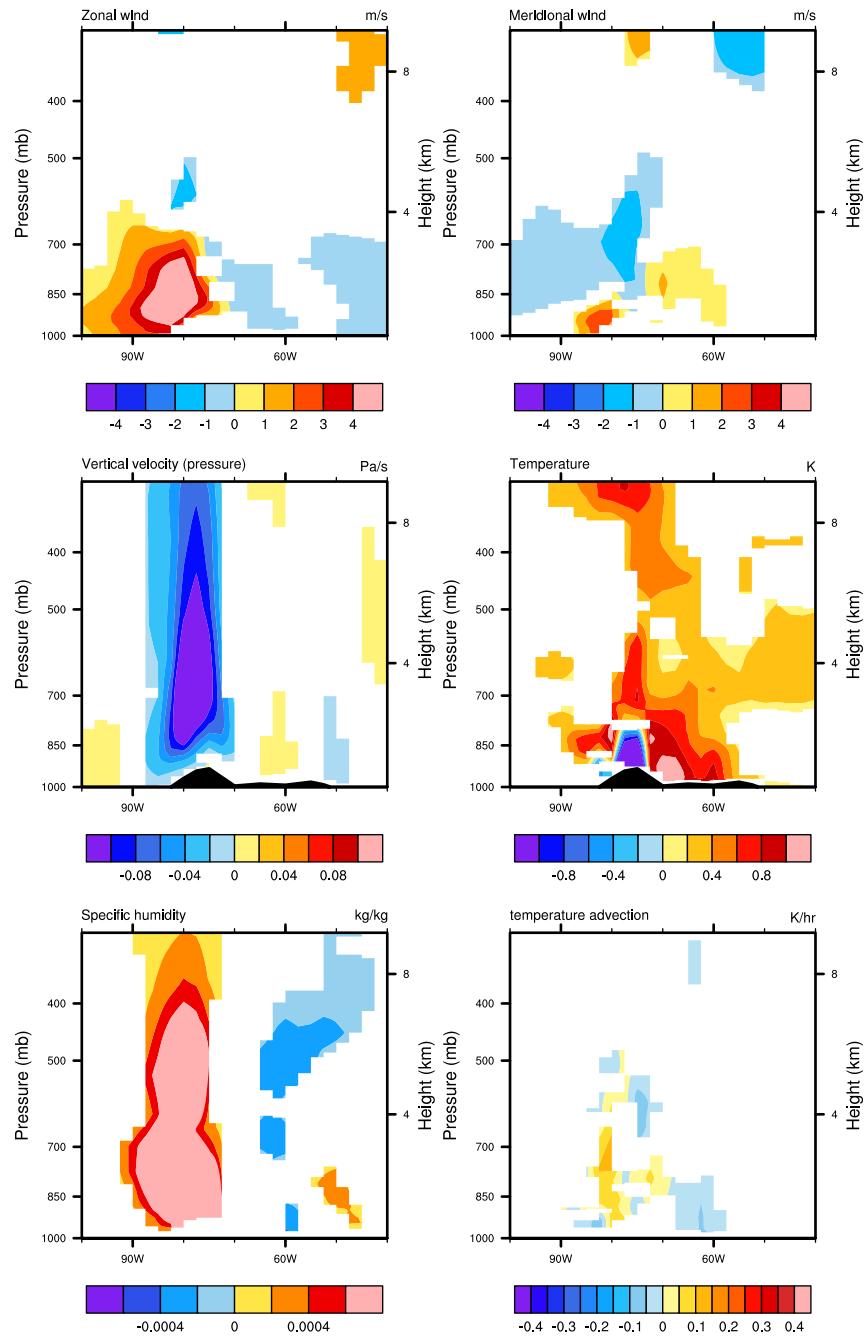 Zonal wind m/s
Meridional wind m/s
Pressure (mb)
400
500
700
850
1000
8
4
Height (km)
90W 60W
-4 -3 -2 -1 0 1 2 3 4
Pressure (mb)
400
500
700
850
1000
8
4
Height (km)
90W 60W
-4 -3 -2 -1 0 1 2 3 4
Vertical velocity (pressure) Pa/s
Temperature K
Pressure (mb)
400
500
700
850
1000
8
4
Height (km)
90W 60W
-0.08 -0.04 0 0.04 0.08
Pressure (mb)
400
500
700
850
1000
8
4
Height (km)
90W 60W
-0.8 -0.4 0 0.4 0.8
Specific humidity kg/kg
temperature advection K/hr
Pressure (mb)
400
500
700
850
1000
8
4
Height (km)
90W 60W
-0.0004 0 0.0004
Pressure (mb)
400
500
700
850
1000
8
4
Height (km)
90W 60W
-0.4 -0.3 -0.2 -0.1 0 0.1 0.2 0.3 0.4